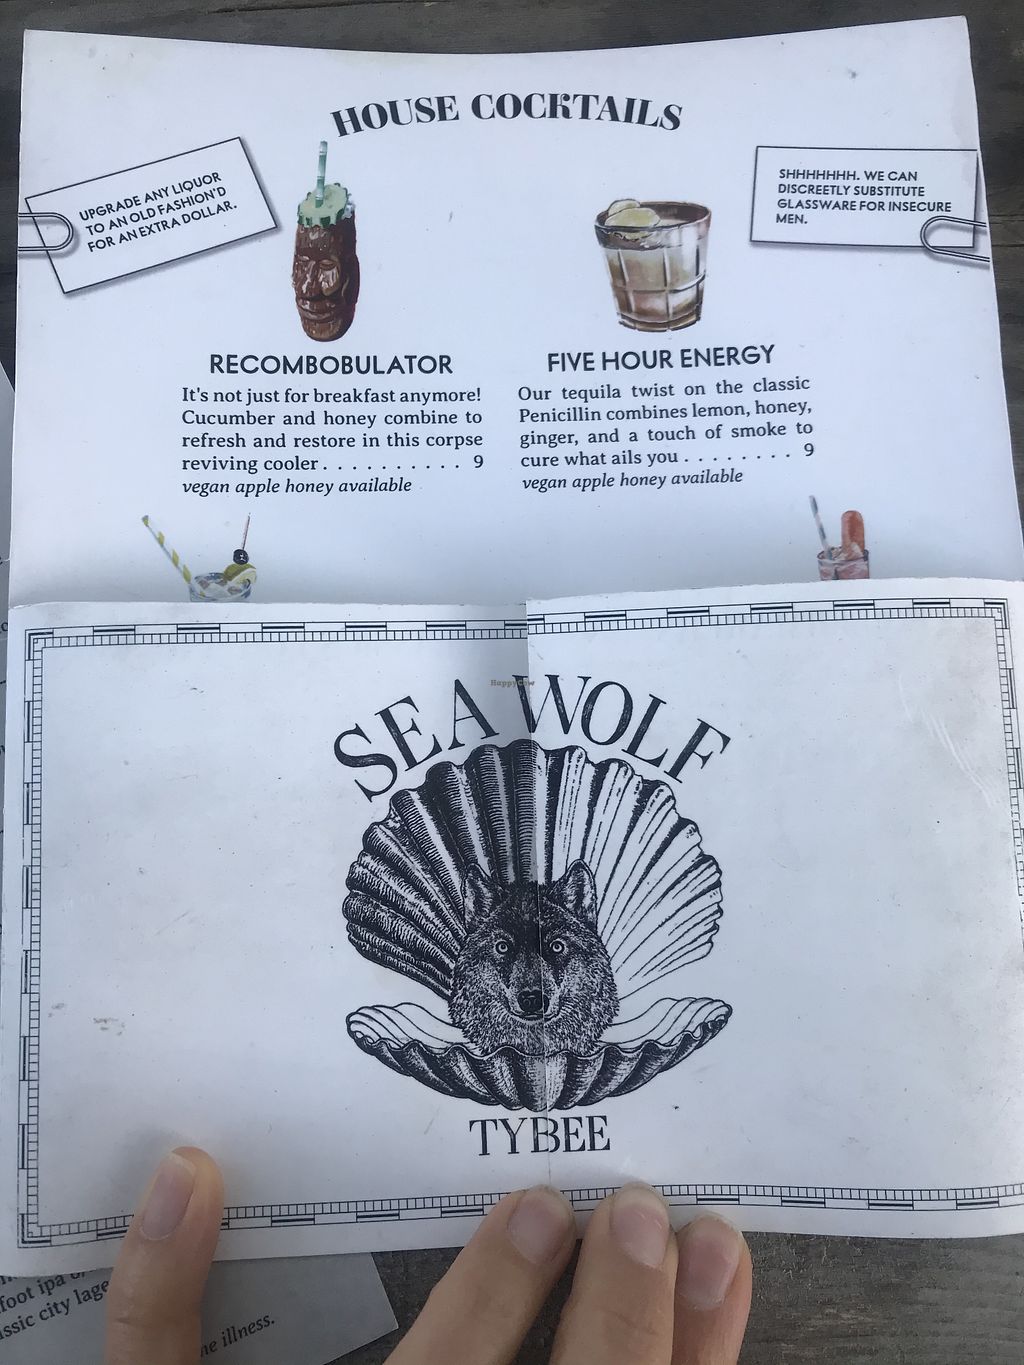 HOUSE COCKTAILS
UPGRADE ANY LIQUOR
TO AN OLD FASHION'D
FOR AN EXTRA DOLLAR.
SHHHHHHH. WE CAN
DISCREETLY SUBSTITUTE
GLASSWARE FOR INSECURE
MEN.
RECOMBOBULATOR
It's not just for breakfast anymore!
Cucumber and honey combine to
refresh and restore in this corpse
reviving cooler . . . . . . . . . . 9
vegan apple honey available
FIVE HOUR ENERGY
Our tequila twist on the classic
Penicillin combines lemon, honey,
ginger, and a touch of smoke to
cure what ails you . . . . . . . . 9
vegan apple honey available
HappyCow
SEA WOLF
TYBEE
foot ipa
city lage
illness.